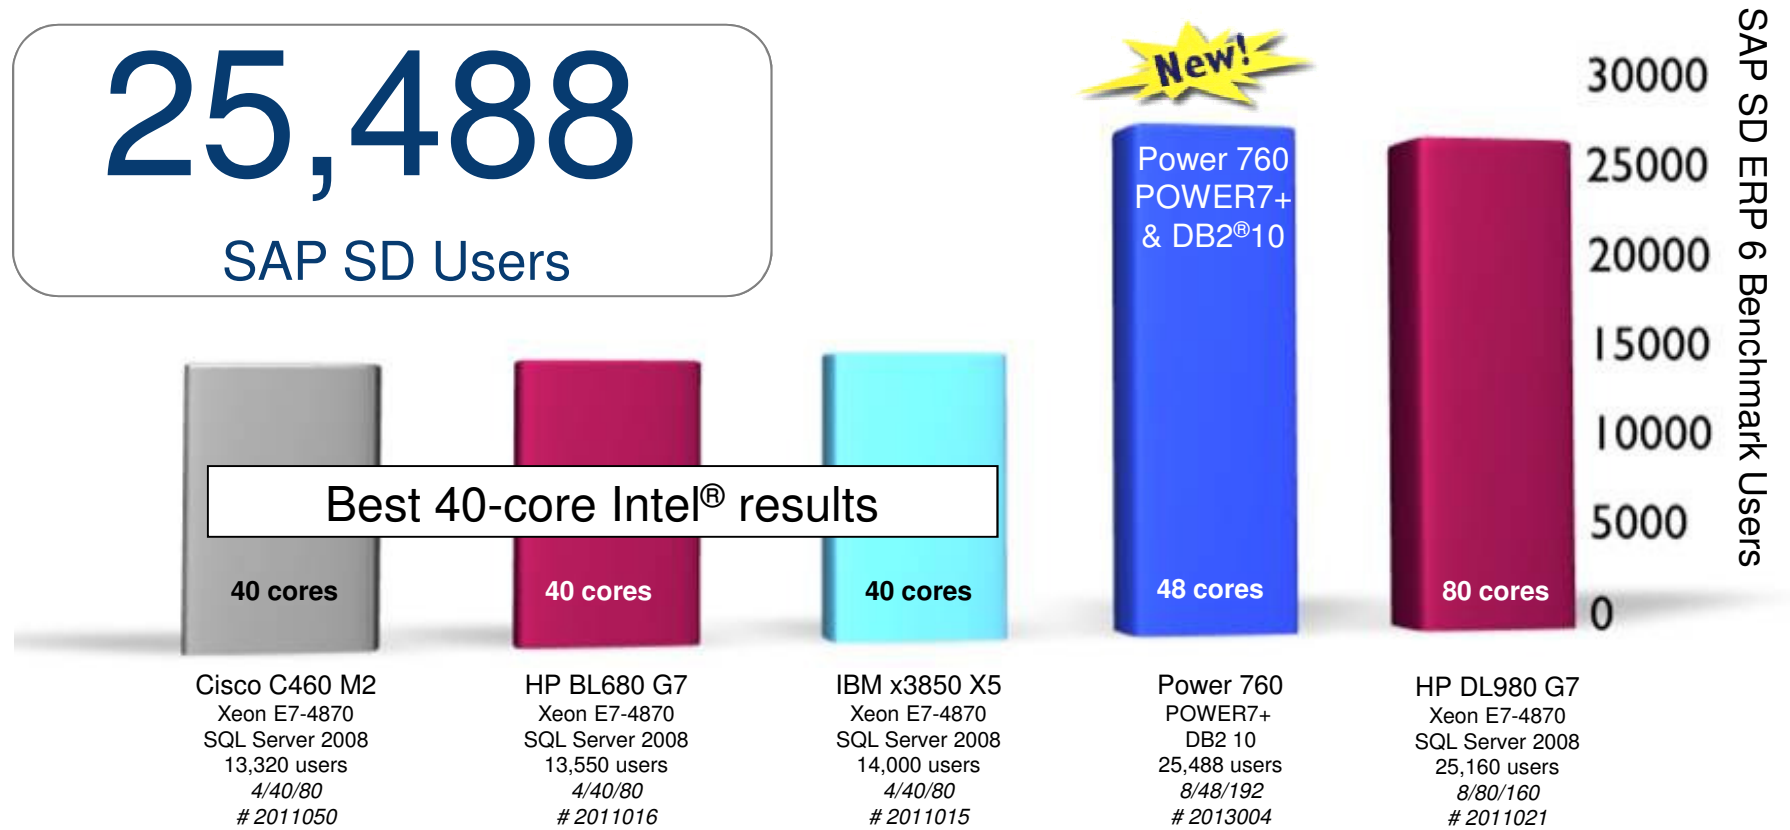 25,488
SAP SD Users
New!
Power 760
POWER7+
& DB2®10
30000
25000
20000
15000
10000
5000
0
SAP SD ERP 6 Benchmark Users
Best 40-core Intel® results
40 cores
40 cores
40 cores
48 cores
80 cores
Cisco C460 M2
Xeon E7-4870
SQL Server 2008
13,320 users
4/40/80
# 2011050
HP BL680 G7
Xeon E7-4870
SQL Server 2008
13,550 users
4/40/80
# 2011016
IBM x3850 X5
Xeon E7-4870
SQL Server 2008
14,000 users
4/40/80
# 2011015
Power 760
POWER7+
DB2 10
25,488 users
8/48/192
# 2013004
HP DL980 G7
Xeon E7-4870
SQL Server 2008
25,160 users
8/80/160
# 2011021